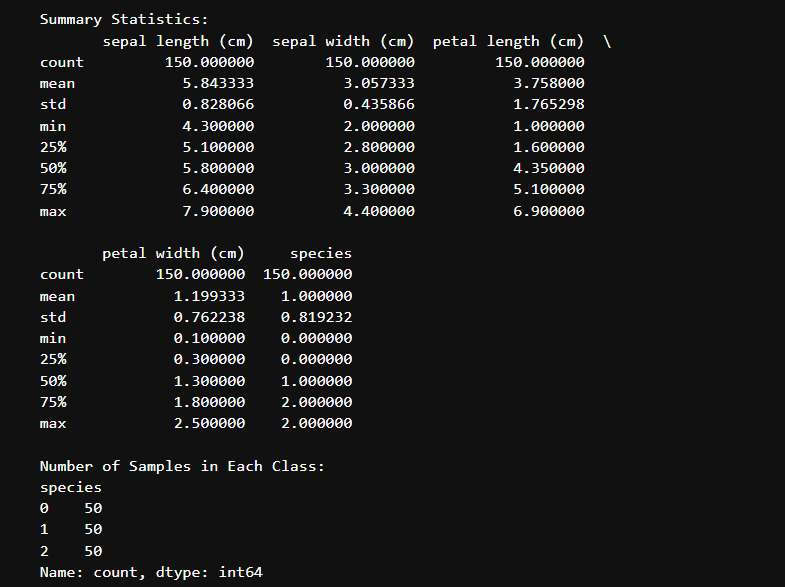 Summary Statistics:
       sepal length (cm)  sepal width (cm)  petal length (cm)  \
count         150.000000        150.000000         150.000000
mean            5.843333          3.057333           3.758000
std             0.828066          0.435866           1.765298
min             4.300000          2.000000           1.000000
25%             5.100000          2.800000           1.600000
50%             5.800000          3.000000           4.350000
75%             6.400000          3.300000           5.100000
max             7.900000          4.400000           6.900000

       petal width (cm)     species
count        150.000000  150.000000
mean           1.199333    1.000000
std            0.762238    0.819232
min            0.100000    0.000000
25%            0.300000    0.000000
50%            1.300000    1.000000
75%            1.800000    2.000000
max            2.500000    2.000000

Number of Samples in Each Class:
species
0    50
1    50
2    50
Name: count, dtype: int64